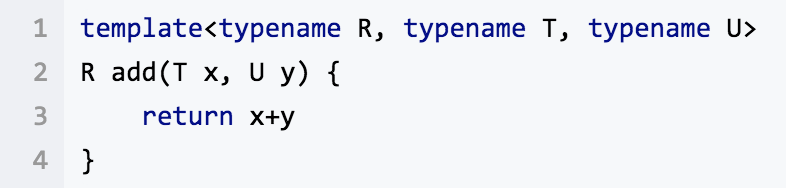 1 template<typename R, typename T, typename U>
2 R add(T x, U y) {
3     return x+y
4 }